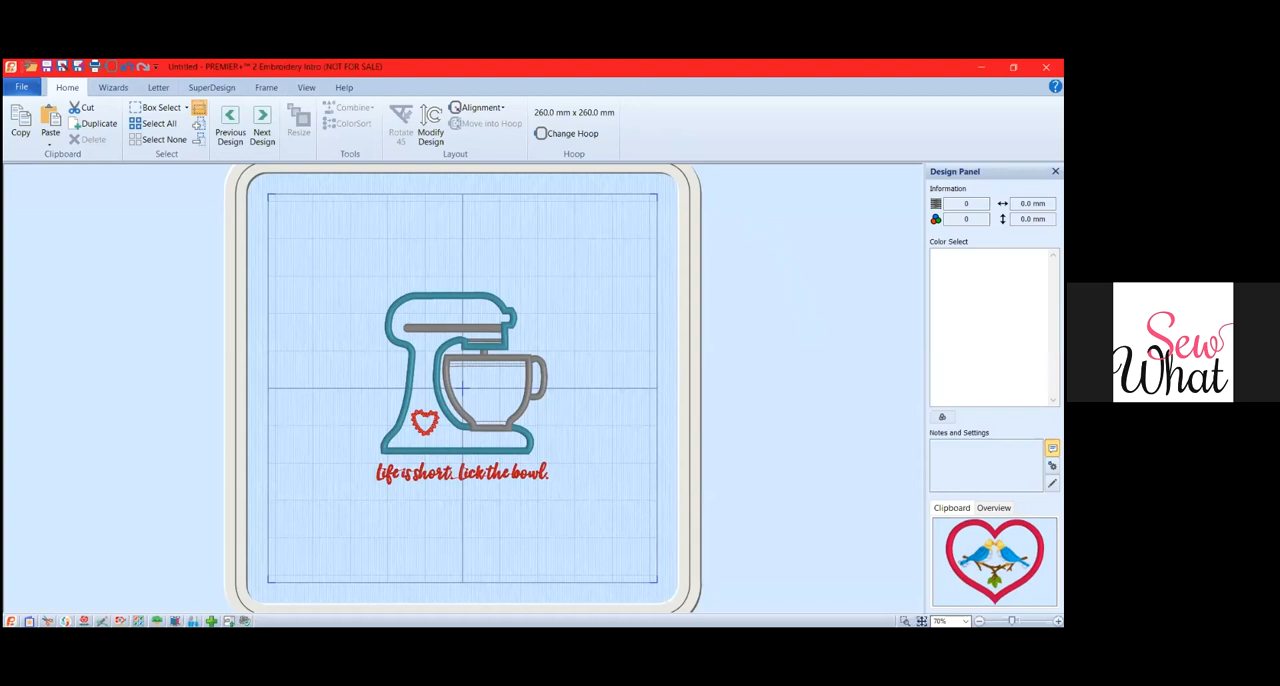 Untitled - PREMIER+™ 2 Embroidery Intro (NOT FOR SALE)
File Home Wizards Letter SuperDesign Frame View Help
Copy
Paste
Cut
Duplicate
Delete
Clipboard
Box Select
Select All
Select None
Select
Previous Design
Next Design
Resize
Combine
ColorSort
Tools
Rotate 45
Modify Design
Alignment
Move into Hoop
Layout
260.0 mm x 260.0 mm
Change Hoop
Hoop
Design Panel
Information
0 0.0 mm
0 0.0 mm
Color Select
Notes and Settings
Clipboard Overview
Life is short. Lick the bowl.
70%
Sew
What